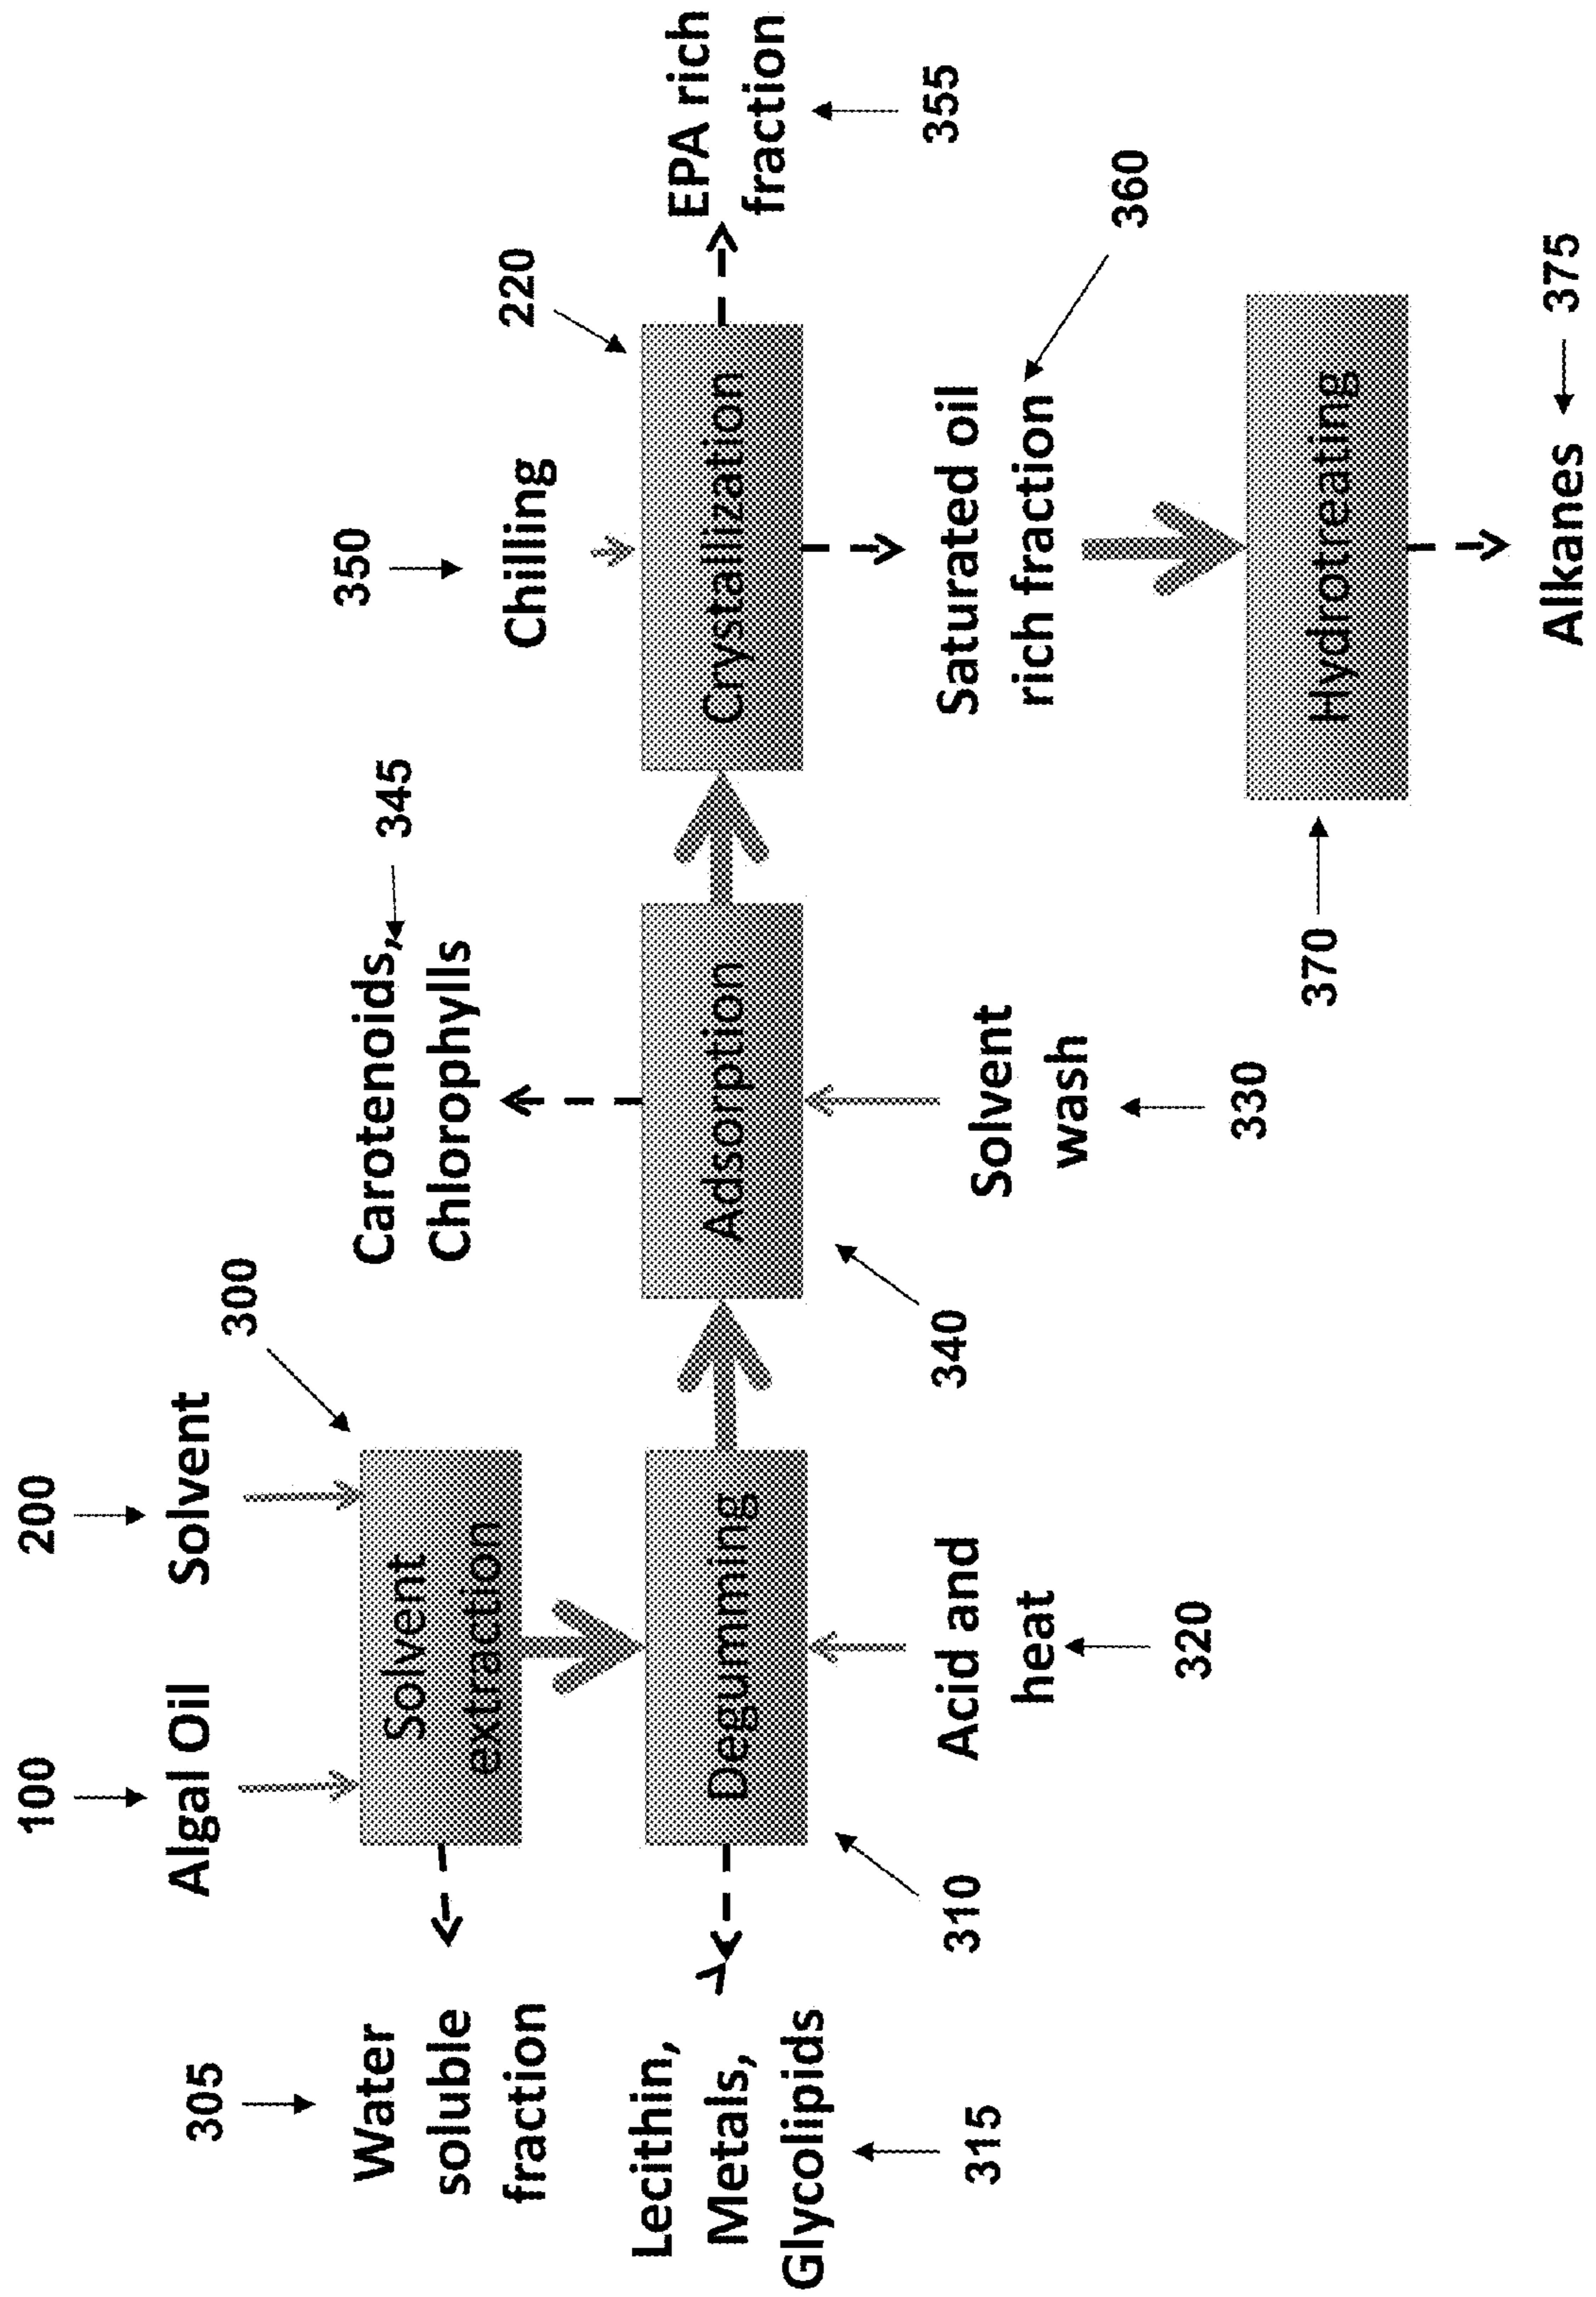 100
Algal Oil
200
Solvent
300
Solvent
extraction
305
Water
soluble
fraction
Degumming
310
Lecithin,
Metals,
Glycolipids
315
Acid and
heat
320
Adsorption
340
Carotenoids,
Chlorophylls
345
Solvent
wash
330
350
Chilling
Crystallization
220
EPA rich
fraction
355
Saturated oil
rich fraction
360
Hydrotreating
370
Alkanes
375